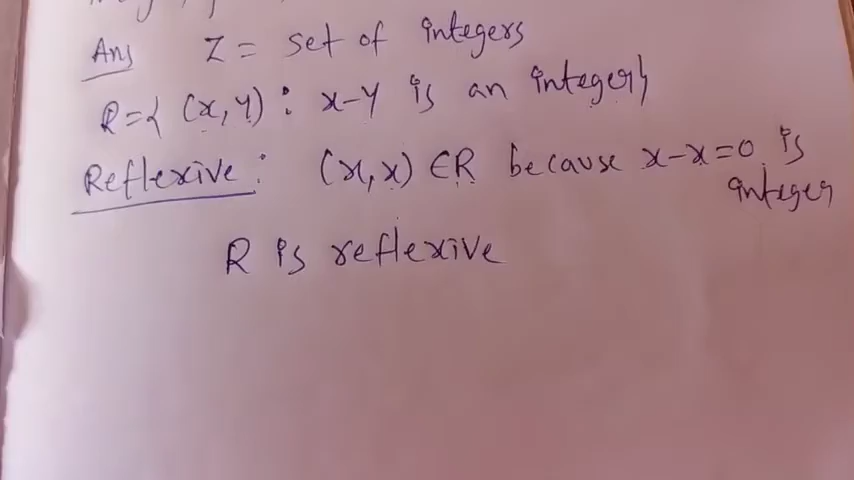 Ans Z = set of integers
R = { (x, y) : x-y is an integer}
Reflexive : (x, x) ∈ R because x-x=0 is
integer
R is reflexive